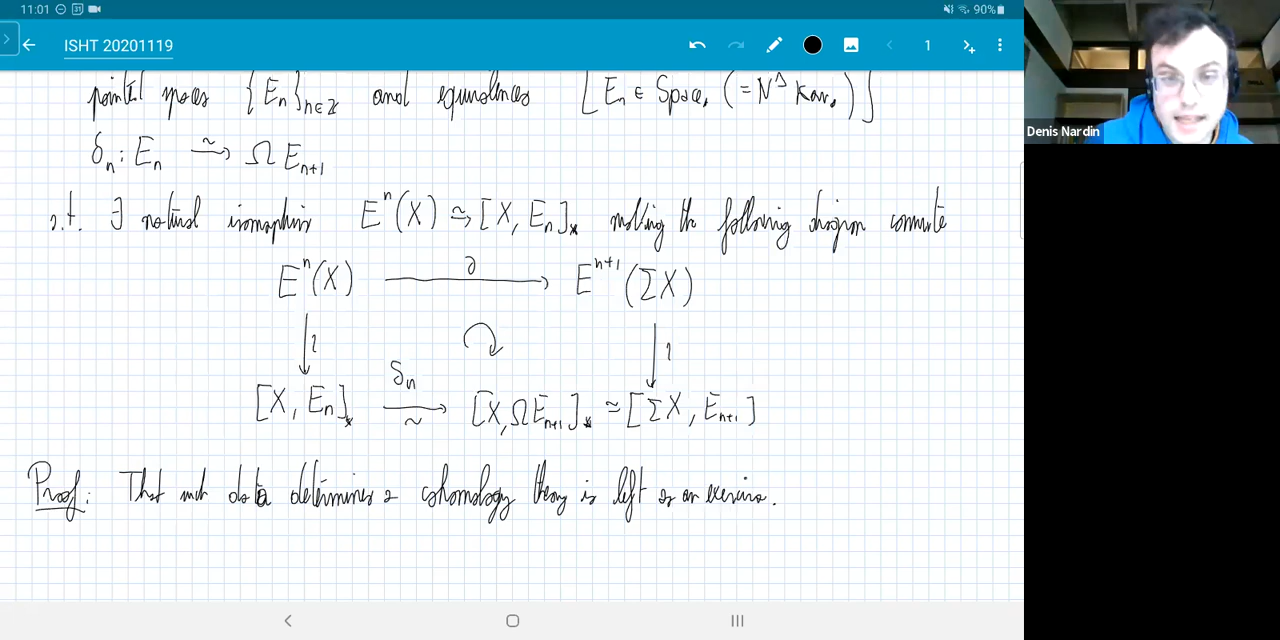 11:01
90%
ISHT 20201119
1
Denis Nardin
pointed spaces {E_n}_{n∈Z} and equivalences [E_n ∈ Space_* (= N^Δ Kan_*)]
δ_n : E_n ⥲ Ω E_{n+1}
s.t. ∃ natural isomorphism E^n(X) ≃ [X, E_n]_* making the following diagram commute
E^n(X) ∂→ E^{n+1}(ΣX)
↓≀ ↓≀
[X, E_n]_* δ_n ⥲ [X, ΩE_{n+1}]_* ≃ [ΣX, E_{n+1}]
Proof: That such data determines a cohomology theory is left as an exercise.